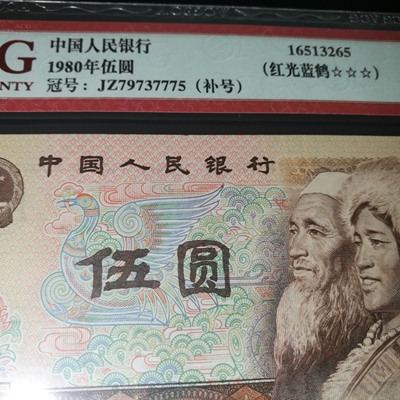 G
NTY
中国人民银行
1980年伍圆
冠号：JZ79737775（补号）
16513265
（红光蓝鹤☆☆☆）
中国人民银行
伍圆